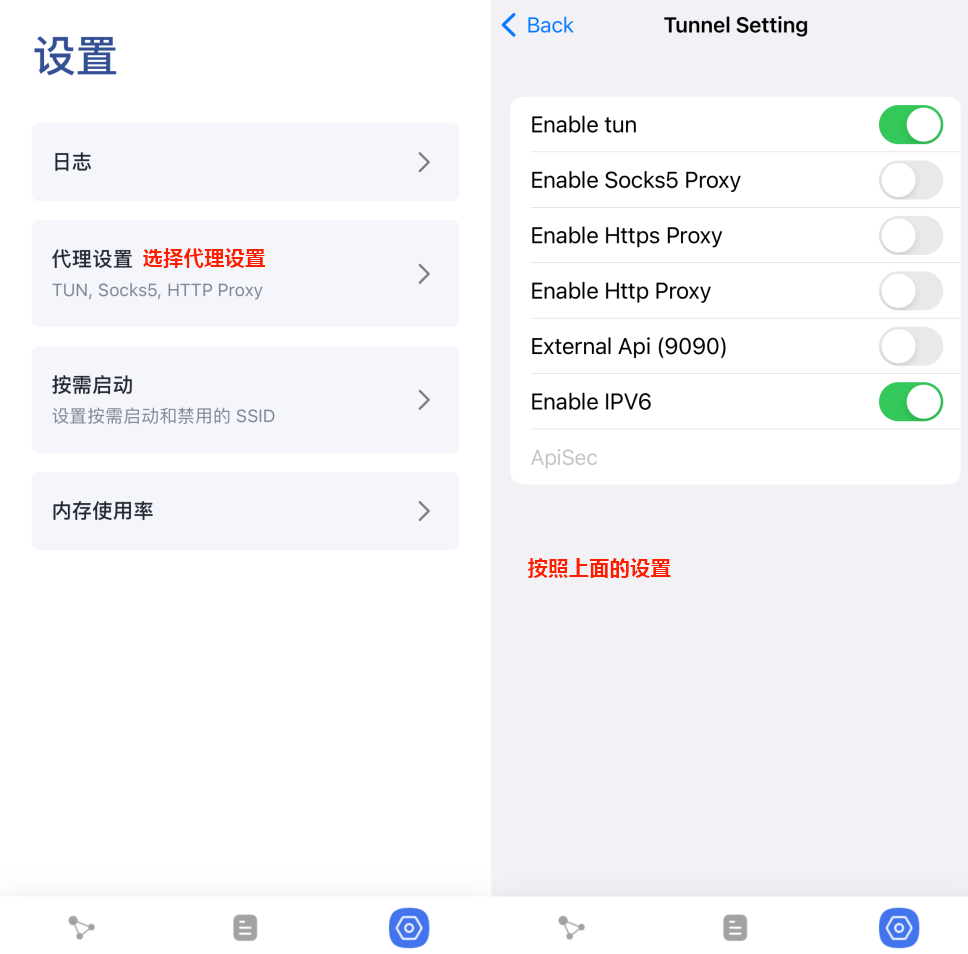 设置
日志
代理设置 选择代理设置
TUN, Socks5, HTTP Proxy
按需启动
设置按需启动和禁用的 SSID
内存使用率
Back
Tunnel Setting
Enable tun
Enable Socks5 Proxy
Enable Https Proxy
Enable Http Proxy
External Api (9090)
Enable IPV6
ApiSec
按照上面的设置